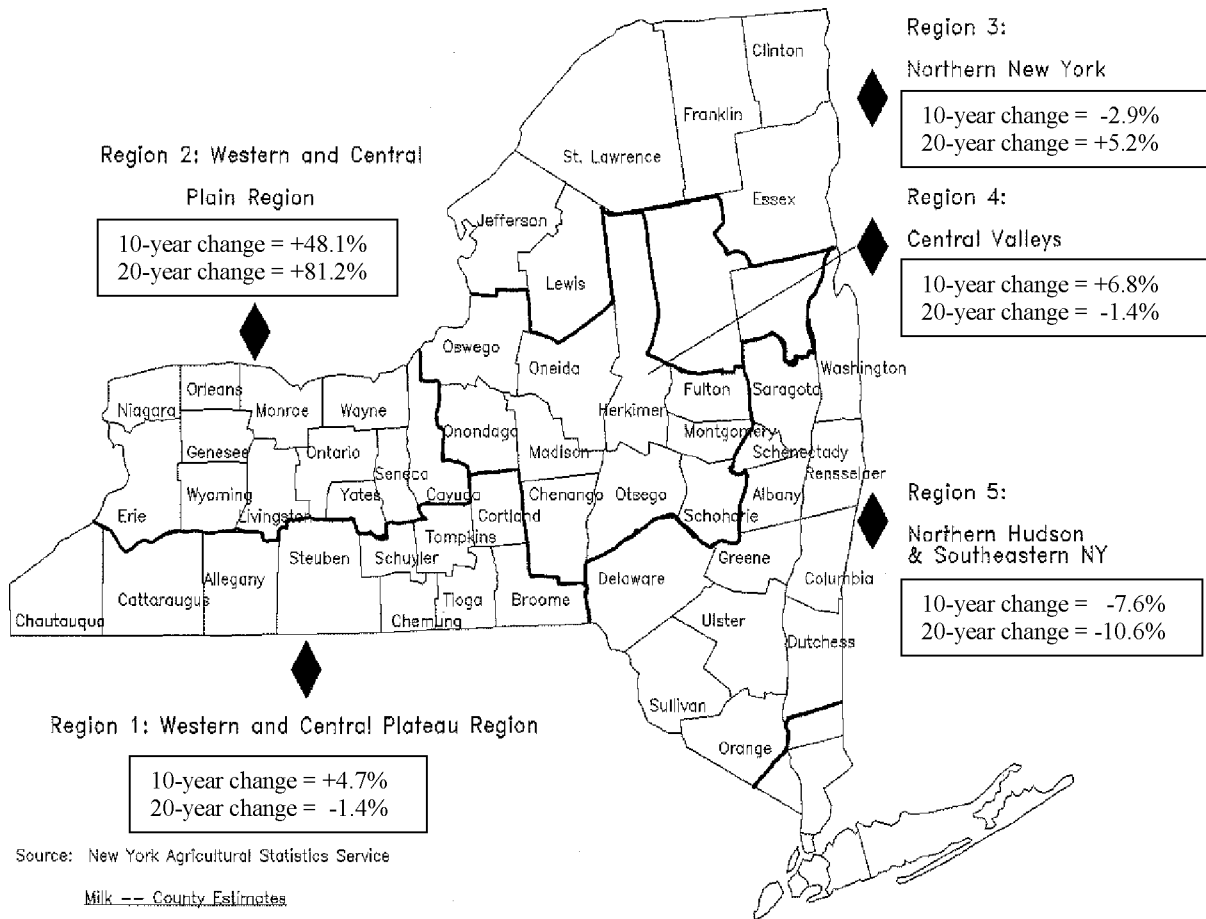 Region 3:
Northern New York
10-year change = -2.9%
20-year change = +5.2%
Region 2: Western and Central
Plain Region
10-year change = +48.1%
20-year change = +81.2%
Region 4:
Central Valleys
10-year change = +6.8%
20-year change = -1.4%
Clinton
Franklin
St. Lawrence
Essex
Jefferson
Lewis
Oswego
Oneida
Herkimer
Fulton
Saratoga
Washington
Niagara
Orleans
Monroe
Wayne
Onondaga
Madison
Montgomery
Schenectady
Rensselaer
Genesee
Ontario
Seneca
Cayuga
Erie
Wyoming
Livingston
Yates
Cortland
Chenango
Otsego
Schoharie
Albany
Tompkins
Steuben
Schuyler
Greene
Columbia
Delaware
Chautauqua
Cattaraugus
Allegany
Chemung
Tioga
Broome
Ulster
Dutchess
Sullivan
Orange
Region 5:
Northern Hudson
& Southeastern NY
10-year change = -7.6%
20-year change = -10.6%
Region 1: Western and Central Plateau Region
10-year change = +4.7%
20-year change = -1.4%
Source: New York Agricultural Statistics Service
Milk -- County Estimates